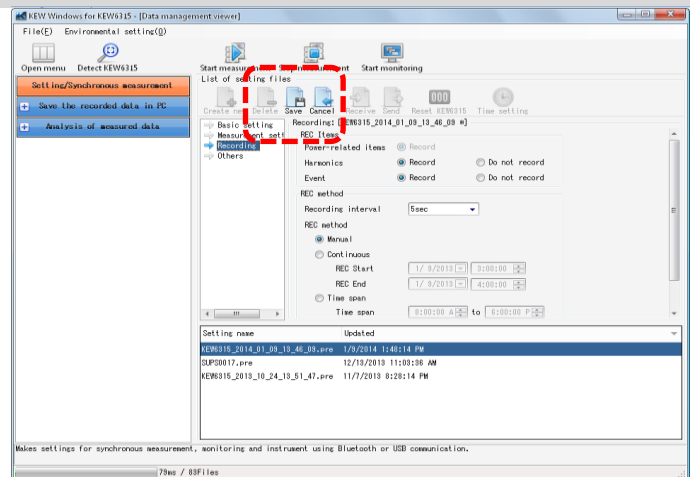 KEW Windows for KEW6315 - [Data management viewer]
File(F) Environmental setting(O)
Open menu Detect KEW6315 Start measurement Stop measurement Start monitoring
Setting/Synchronous measurement
Save the recorded data in PC
Analysis of measured data
List of setting files
Create new Delete Save Cancel Receive Send Reset KEW6315 Time setting
Basic setting
Measurement sett
Recording
Others
Recording: [KEW6315_2014_01_09_13_46_09 *]
REC Items
Power-related items Record
Harmonics Record Do not record
Event Record Do not record
REC method
Recording interval 5sec
REC method
Manual
Continuous
REC Start 1/ 9/2013 3:00:00
REC End 1/ 9/2013 4:00:00
Time span
Time span 9:00:00 A to 6:00:00 P
Setting name Updated
KEW6315_2014_01_09_13_46_09.pre 1/9/2014 1:48:14 PM
SUPS0017.pre 12/13/2013 11:03:36 AM
KEW6315_2013_10_24_13_51_47.pre 11/7/2013 8:28:14 PM
Makes settings for synchronous measurement, monitoring and instrument using Bluetooth or USB communication.
79ms / 83Files